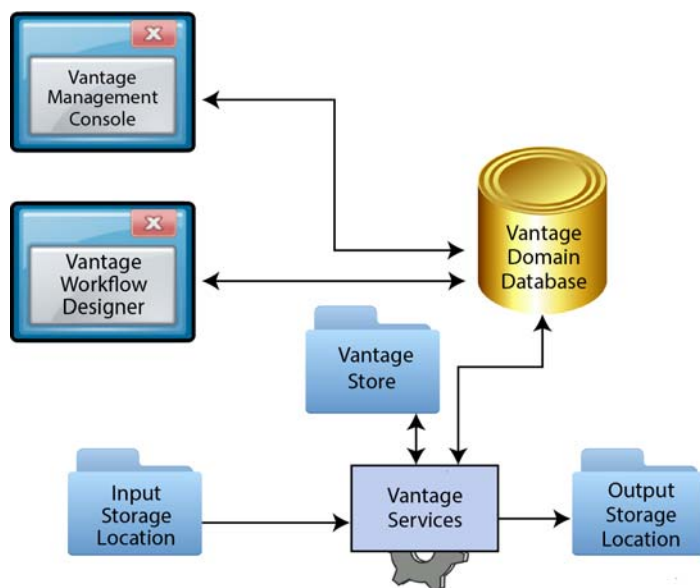 Vantage
Management
Console
Vantage
Workflow
Designer
Vantage
Domain
Database
Vantage
Store
Input
Storage
Location
Vantage
Services
Output
Storage
Location